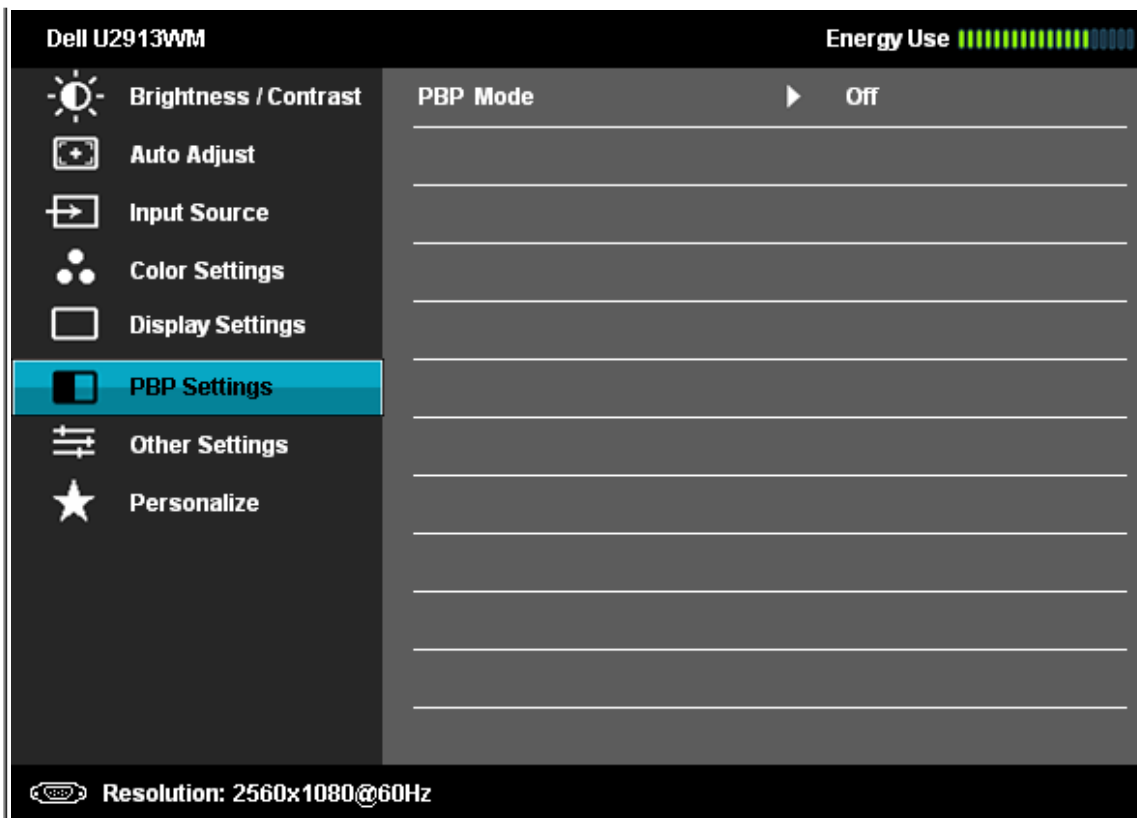 Dell U2913WM Energy Use
Brightness / Contrast PBP Mode Off
Auto Adjust
Input Source
Color Settings
Display Settings
PBP Settings
Other Settings
Personalize
Resolution: 2560x1080@60Hz